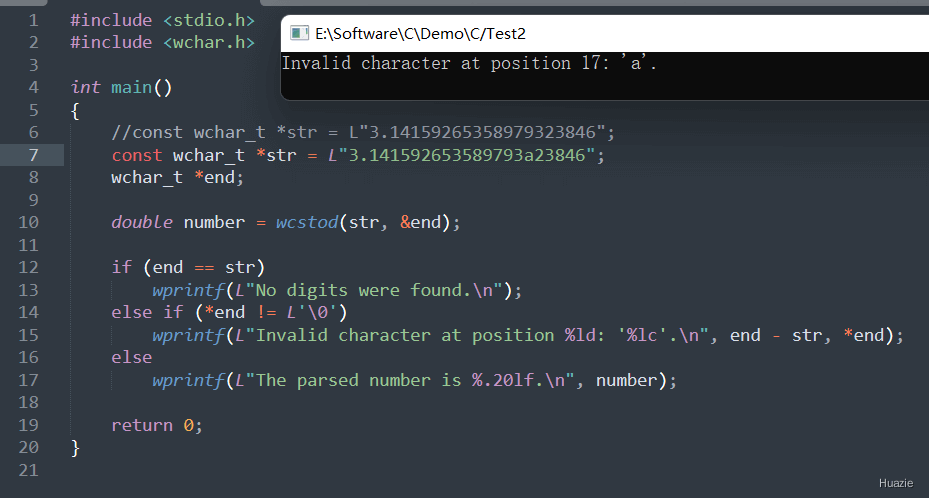 #include <stdio.h>
#include <wchar.h>
E:\Software\C\Demo\C/Test2
Invalid character at position 17: 'a'.
int main()
{
//const wchar_t *str = L"3.14159265358979323846";
const wchar_t *str = L"3.141592653589793a23846";
wchar_t *end;
double number = wcstod(str, &end);
if (end == str)
wprintf(L"No digits were found.\n");
else if (*end != L'\0')
wprintf(L"Invalid character at position %ld: '%lc'.\n", end - str, *end);
else
wprintf(L"The parsed number is %.20lf.\n", number);
return 0;
}
1
2
3
4
5
6
7
8
9
10
11
12
13
14
15
16
17
18
19
20
21
Huazie